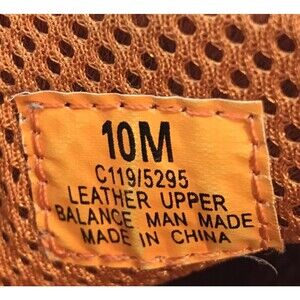 10M
C119/5295
LEATHER UPPER
BALANCE MAN MADE
MADE IN CHINA